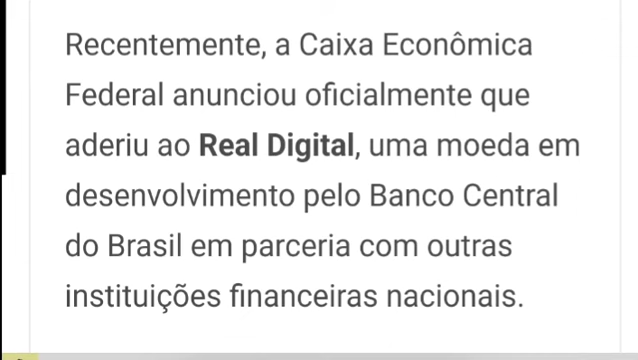 Recentemente, a Caixa Econômica
Federal anunciou oficialmente que
aderiu ao Real Digital, uma moeda em
desenvolvimento pelo Banco Central
do Brasil em parceria com outras
instituições financeiras nacionais.